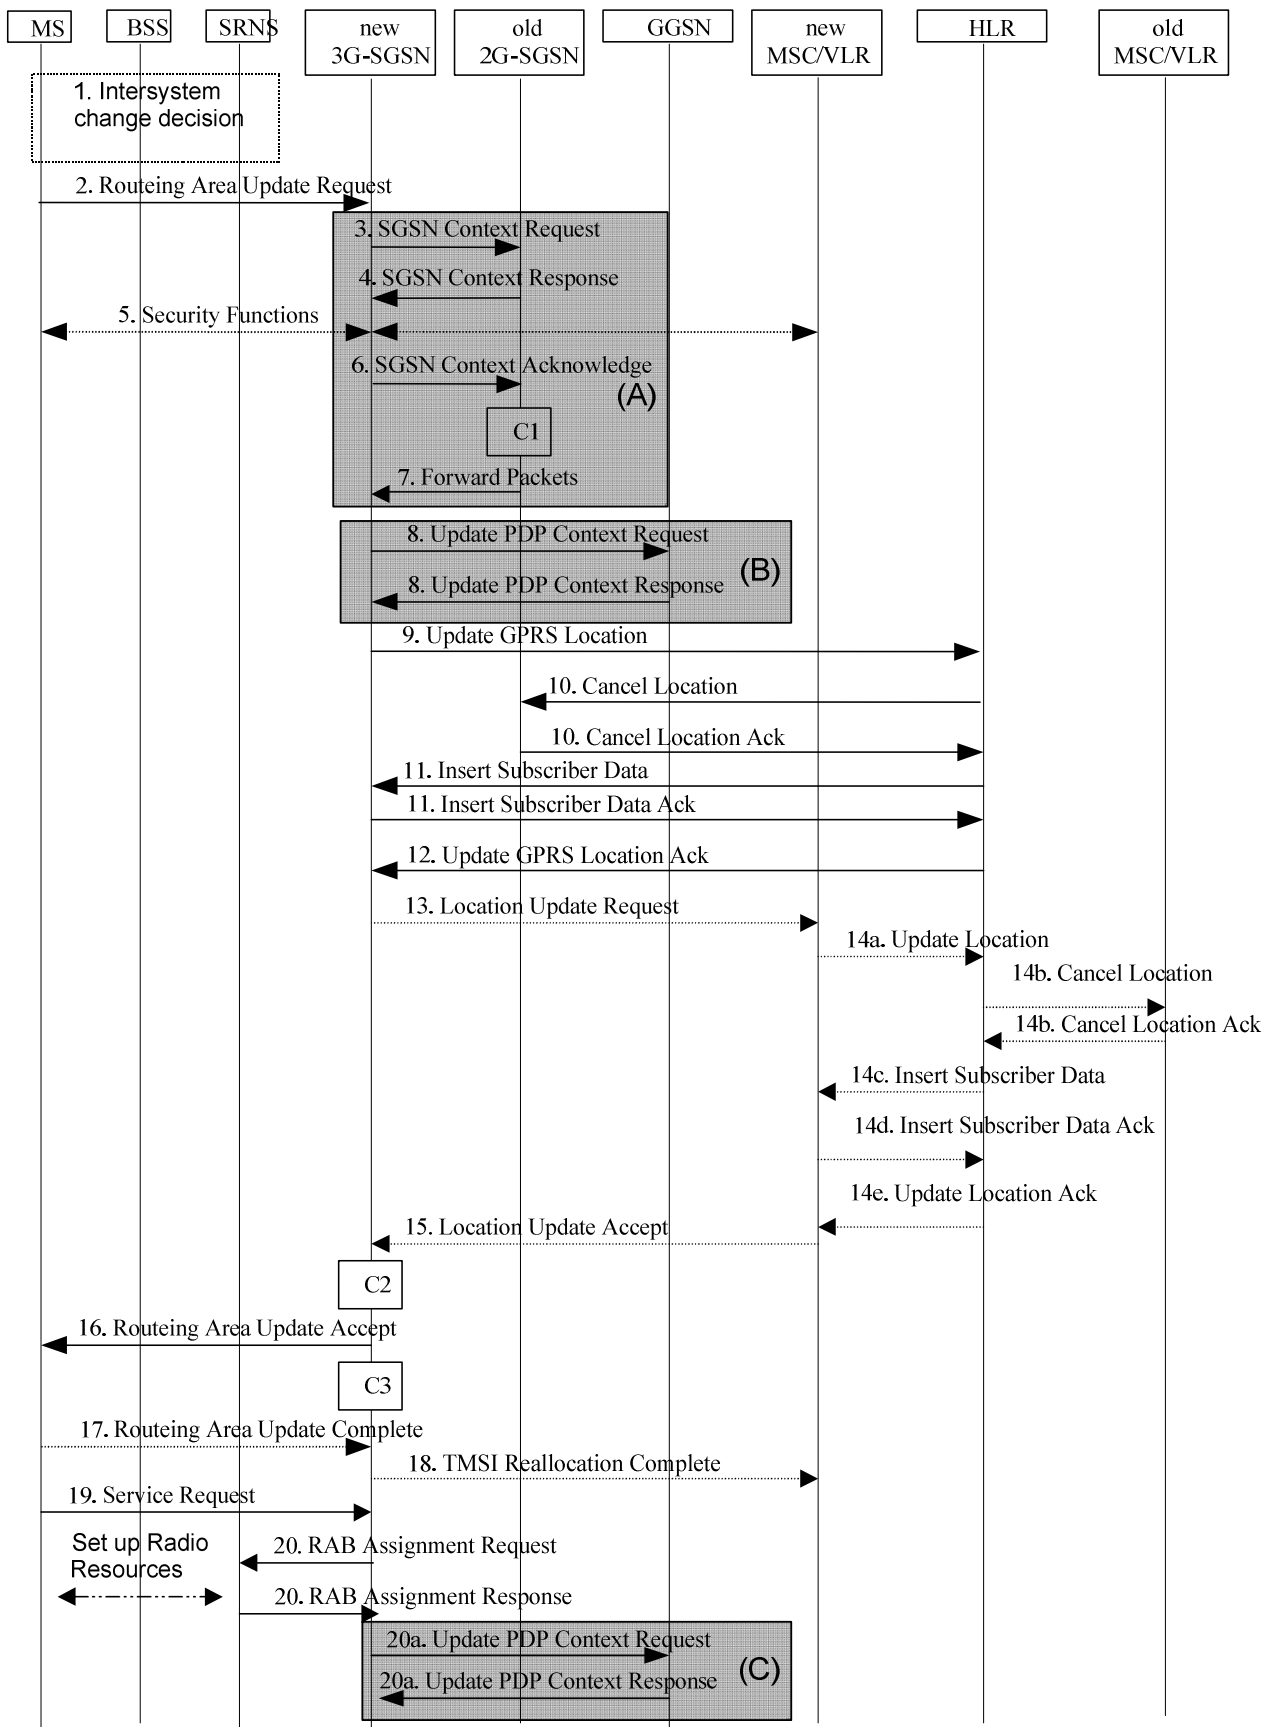 MS
BSS
SRNS
new
3G-SGSN
old
2G-SGSN
GGSN
new
MSC/VLR
HLR
old
MSC/VLR
1. Intersystem
change decision
2. Routeing Area Update Request
3. SGSN Context Request
4. SGSN Context Response
5. Security Functions
6. SGSN Context Acknowledge
(A)
C1
7. Forward Packets
8. Update PDP Context Request
(B)
8. Update PDP Context Response
9. Update GPRS Location
10. Cancel Location
10. Cancel Location Ack
11. Insert Subscriber Data
11. Insert Subscriber Data Ack
12. Update GPRS Location Ack
13. Location Update Request
14a. Update Location
14b. Cancel Location
14b. Cancel Location Ack
14c. Insert Subscriber Data
14d. Insert Subscriber Data Ack
14e. Update Location Ack
15. Location Update Accept
C2
16. Routeing Area Update Accept
C3
17. Routeing Area Update Complete
18. TMSI Reallocation Complete
19. Service Request
Set up Radio
Resources
20. RAB Assignment Request
20. RAB Assignment Response
20a. Update PDP Context Request
(C)
20a. Update PDP Context Response